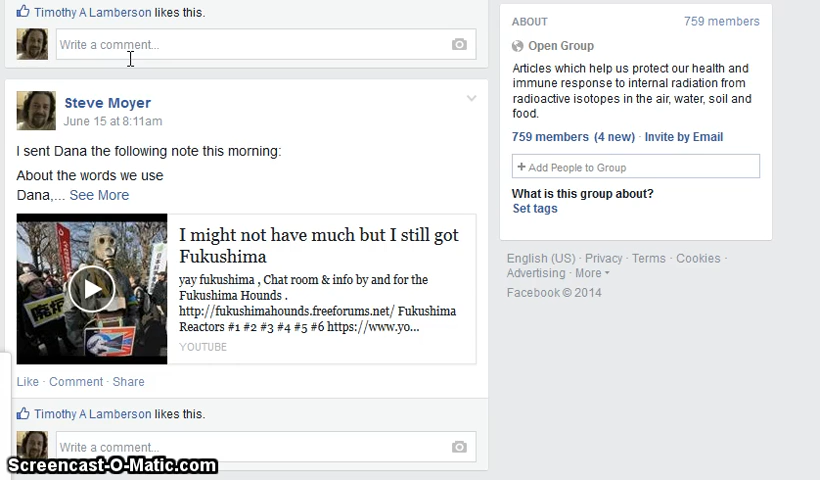 Timothy A Lamberson likes this.
Write a comment...
Steve Moyer
June 15 at 8:11am
I sent Dana the following note this morning:
About the words we use
Dana,... See More
I might not have much but I still got
Fukushima
yay fukushima , Chat room & info by and for the
Fukushima Hounds .
http://fukushimahounds.freeforums.net/ Fukushima
Reactors #1 #2 #3 #4 #5 #6 https://www.yo...
YOUTUBE
Like · Comment · Share
Timothy A Lamberson likes this.
Write a comment...
Screencast-O-Matic.com
ABOUT
759 members
Open Group
Articles which help us protect our health and
immune response to internal radiation from
radioactive isotopes in the air, water, soil and
food.
759 members (4 new) · Invite by Email
+ Add People to Group
What is this group about?
Set tags
English (US) · Privacy · Terms · Cookies ·
Advertising · More
Facebook © 2014